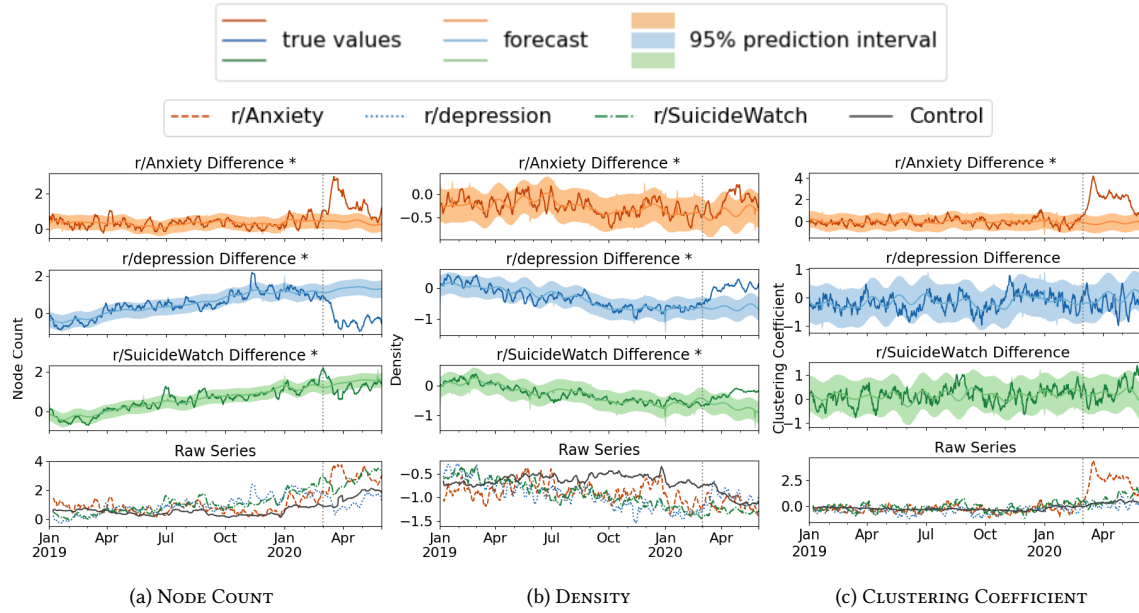 true values forecast 95% prediction interval
r/Anxiety r/depression r/SuicideWatch Control
r/Anxiety Difference *
2
0
r/depression Difference *
2
0
r/SuicideWatch Difference *
2
0
Raw Series
4
2
0
Node Count
Jan
2019
Apr
Jul
Oct
Jan
2020
Apr
(a) Node Count
r/Anxiety Difference *
0.0
−0.5
r/depression Difference *
0
−1
r/SuicideWatch Difference *
0
−1
Raw Series
−0.5
−1.0
−1.5
Density
Jan
2019
Apr
Jul
Oct
Jan
2020
Apr
(b) Density
r/Anxiety Difference *
4
2
0
r/depression Difference
1
0
−1
r/SuicideWatch Difference
1
0
−1
Raw Series
2.5
0.0
Clustering Coefficient
Jan
2019
Apr
Jul
Oct
Jan
2020
Apr
(c) Clustering Coefficient